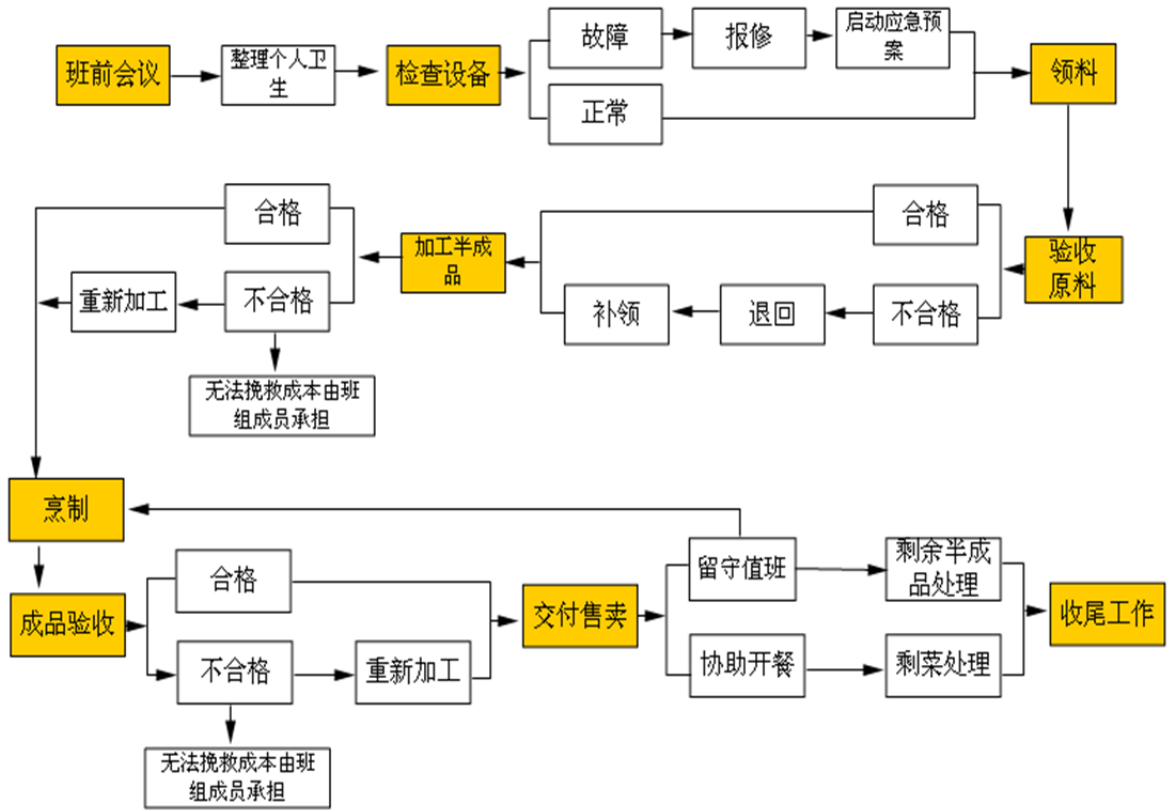 班前会议
整理个人卫
生
检查设备
故障
报修
启动应急预
案
正常
领料
验收
原料
合格
不合格
退回
补领
加工半成
品
合格
不合格
重新加工
无法挽救成本由班
组成员承担
烹制
成品验收
合格
不合格
重新加工
无法挽救成本由班
组成员承担
交付售卖
留守值班
剩余半成
品处理
协助开餐
剩菜处理
收尾工作